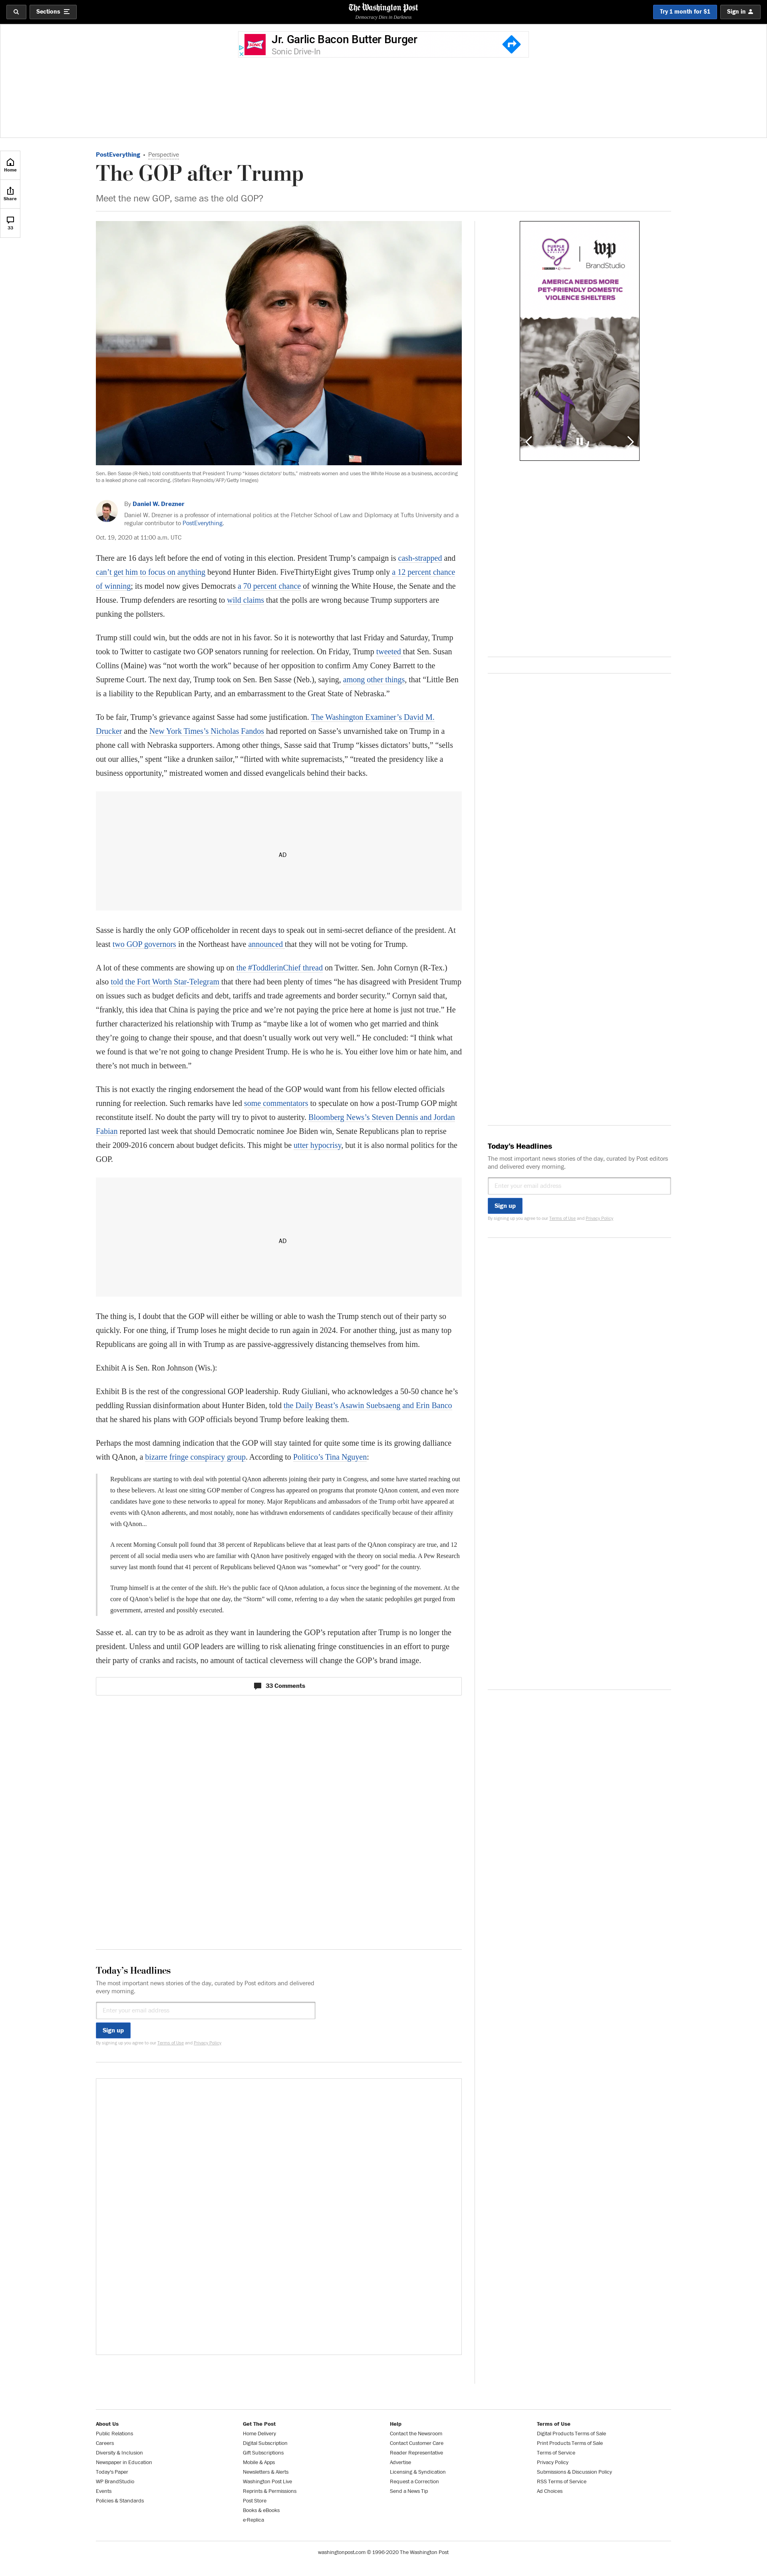 Sections
The Washington Post
Democracy Dies in Darkness
Try 1 month for $1
Sign in
Jr. Garlic Bacon Butter Burger
Sonic Drive-In
Home
Share
33
PostEverything • Perspective
The GOP after Trump
Meet the new GOP, same as the old GOP?
Sen. Ben Sasse (R-Neb.) told constituents that President Trump “kisses dictators' butts,” mistreats women and uses the White House as a business, according
to a leaked phone call recording. (Stefani Reynolds/AFP/Getty Images)
By Daniel W. Drezner
Daniel W. Drezner is a professor of international politics at the Fletcher School of Law and Diplomacy at Tufts University and a
regular contributor to PostEverything.
Oct. 19, 2020 at 11:00 a.m. UTC
There are 16 days left before the end of voting in this election. President Trump’s campaign is cash-strapped and
can’t get him to focus on anything beyond Hunter Biden. FiveThirtyEight gives Trump only a 12 percent chance
of winning; its model now gives Democrats a 70 percent chance of winning the White House, the Senate and the
House. Trump defenders are resorting to wild claims that the polls are wrong because Trump supporters are
punking the pollsters.
Trump still could win, but the odds are not in his favor. So it is noteworthy that last Friday and Saturday, Trump
took to Twitter to castigate two GOP senators running for reelection. On Friday, Trump tweeted that Sen. Susan
Collins (Maine) was “not worth the work” because of her opposition to confirm Amy Coney Barrett to the
Supreme Court. The next day, Trump took on Sen. Ben Sasse (Neb.), saying, among other things, that “Little Ben
is a liability to the Republican Party, and an embarrassment to the Great State of Nebraska.”
To be fair, Trump’s grievance against Sasse had some justification. The Washington Examiner’s David M.
Drucker and the New York Times’s Nicholas Fandos had reported on Sasse’s unvarnished take on Trump in a
phone call with Nebraska supporters. Among other things, Sasse said that Trump “kisses dictators’ butts,” “sells
out our allies,” spent “like a drunken sailor,” “flirted with white supremacists,” “treated the presidency like a
business opportunity,” mistreated women and dissed evangelicals behind their backs.
AD
Sasse is hardly the only GOP officeholder in recent days to speak out in semi-secret defiance of the president. At
least two GOP governors in the Northeast have announced that they will not be voting for Trump.
A lot of these comments are showing up on the #ToddlerinChief thread on Twitter. Sen. John Cornyn (R-Tex.)
also told the Fort Worth Star-Telegram that there had been plenty of times “he has disagreed with President Trump
on issues such as budget deficits and debt, tariffs and trade agreements and border security.” Cornyn said that,
“frankly, this idea that China is paying the price and we’re not paying the price here at home is just not true.” He
further characterized his relationship with Trump as “maybe like a lot of women who get married and think
they’re going to change their spouse, and that doesn’t usually work out very well.” He concluded: “I think what
we found is that we’re not going to change President Trump. He is who he is. You either love him or hate him, and
there’s not much in between.”
This is not exactly the ringing endorsement the head of the GOP would want from his fellow elected officials
running for reelection. Such remarks have led some commentators to speculate on how a post-Trump GOP might
reconstitute itself. No doubt the party will try to pivot to austerity. Bloomberg News’s Steven Dennis and Jordan
Fabian reported last week that should Democratic nominee Joe Biden win, Senate Republicans plan to reprise
their 2009-2016 concern about budget deficits. This might be utter hypocrisy, but it is also normal politics for the
GOP.
AD
The thing is, I doubt that the GOP will either be willing or able to wash the Trump stench out of their party so
quickly. For one thing, if Trump loses he might decide to run again in 2024. For another thing, just as many top
Republicans are going all in with Trump as are passive-aggressively distancing themselves from him.
Exhibit A is Sen. Ron Johnson (Wis.):
Exhibit B is the rest of the congressional GOP leadership. Rudy Giuliani, who acknowledges a 50-50 chance he’s
peddling Russian disinformation about Hunter Biden, told the Daily Beast’s Asawin Suebsaeng and Erin Banco
that he shared his plans with GOP officials beyond Trump before leaking them.
Perhaps the most damning indication that the GOP will stay tainted for quite some time is its growing dalliance
with QAnon, a bizarre fringe conspiracy group. According to Politico’s Tina Nguyen:
Republicans are starting to with deal with potential QAnon adherents joining their party in Congress, and some have started reaching out
to these believers. At least one sitting GOP member of Congress has appeared on programs that promote QAnon content, and even more
candidates have gone to these networks to appeal for money. Major Republicans and ambassadors of the Trump orbit have appeared at
events with QAnon adherents, and most notably, none has withdrawn endorsements of candidates specifically because of their affinity
with QAnon...
A recent Morning Consult poll found that 38 percent of Republicans believe that at least parts of the QAnon conspiracy are true, and 12
percent of all social media users who are familiar with QAnon have positively engaged with the theory on social media. A Pew Research
survey last month found that 41 percent of Republicans believed QAnon was “somewhat” or “very good” for the country.
Trump himself is at the center of the shift. He’s the public face of QAnon adulation, a focus since the beginning of the movement. At the
core of QAnon’s belief is the hope that one day, the “Storm” will come, referring to a day when the satanic pedophiles get purged from
government, arrested and possibly executed.
Sasse et. al. can try to be as adroit as they want in laundering the GOP’s reputation after Trump is no longer the
president. Unless and until GOP leaders are willing to risk alienating fringe constituencies in an effort to purge
their party of cranks and racists, no amount of tactical cleverness will change the GOP’s brand image.
33 Comments
PURPLE
LEASH
wp
BrandStudio
AMERICA NEEDS MORE
PET-FRIENDLY DOMESTIC
VIOLENCE SHELTERS
Today's Headlines
The most important news stories of the day, curated by Post editors
and delivered every morning.
Enter your email address
Sign up
By signing up you agree to our Terms of Use and Privacy Policy
Today’s Headlines
The most important news stories of the day, curated by Post editors and delivered
every morning.
Enter your email address
Sign up
By signing up you agree to our Terms of Use and Privacy Policy
About Us
Public Relations
Careers
Diversity & Inclusion
Newspaper in Education
Today's Paper
WP BrandStudio
Events
Policies & Standards
Get The Post
Home Delivery
Digital Subscription
Gift Subscriptions
Mobile & Apps
Newsletters & Alerts
Washington Post Live
Reprints & Permissions
Post Store
Books & eBooks
e-Replica
Help
Contact the Newsroom
Contact Customer Care
Reader Representative
Advertise
Licensing & Syndication
Request a Correction
Send a News Tip
Terms of Use
Digital Products Terms of Sale
Print Products Terms of Sale
Terms of Service
Privacy Policy
Submissions & Discussion Policy
RSS Terms of Service
Ad Choices
washingtonpost.com © 1996-2020 The Washington Post